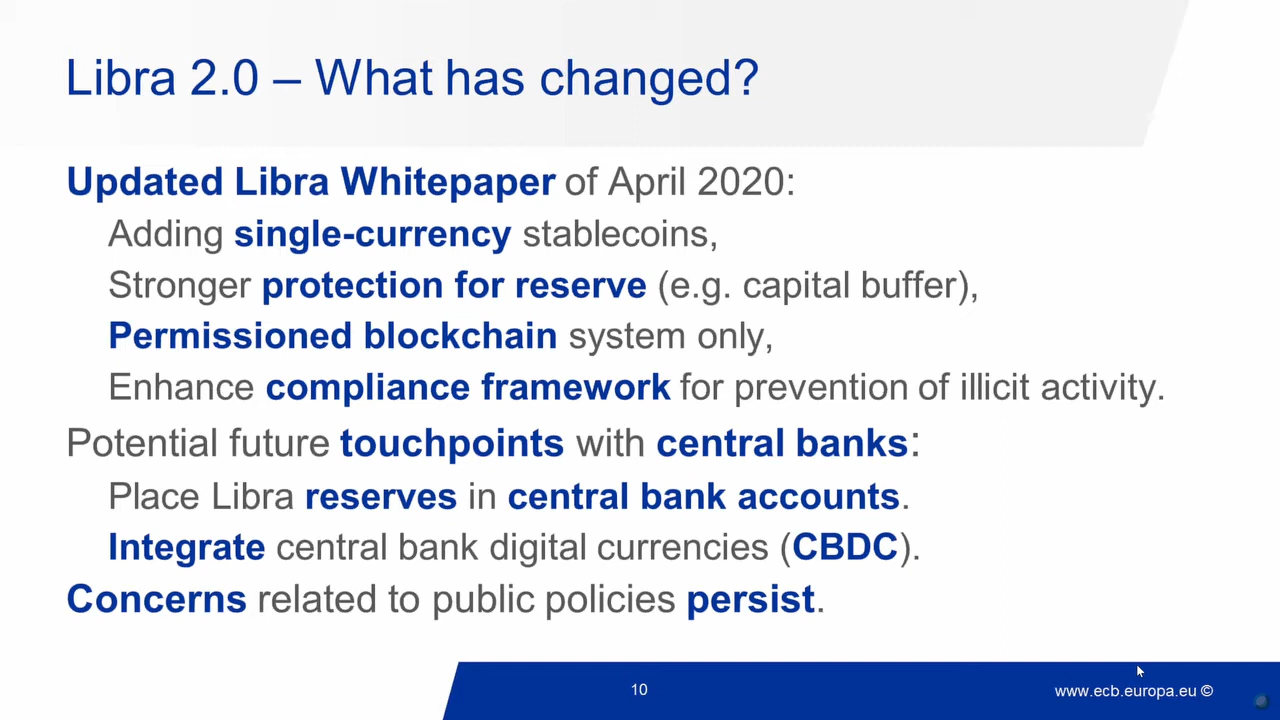 Libra 2.0 – What has changed?
Updated Libra Whitepaper of April 2020:
Adding single-currency stablecoins,
Stronger protection for reserve (e.g. capital buffer),
Permissioned blockchain system only,
Enhance compliance framework for prevention of illicit activity.
Potential future touchpoints with central banks:
Place Libra reserves in central bank accounts.
Integrate central bank digital currencies (CBDC).
Concerns related to public policies persist.
10
www.ecb.europa.eu ©